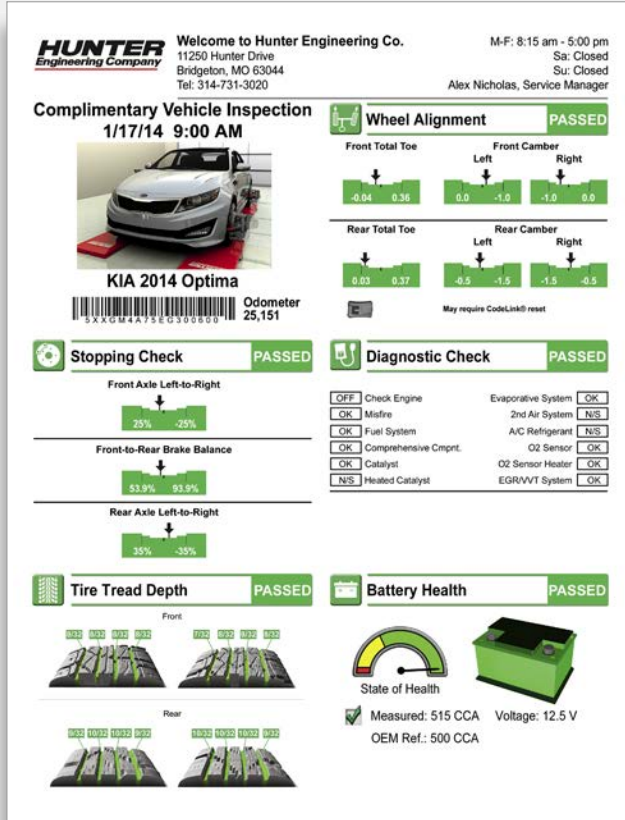 HUNTER
Engineering Company
Welcome to Hunter Engineering Co.
11250 Hunter Drive
Bridgeton, MO 63044
Tel: 314-731-3020
M-F: 8:15 am - 5:00 pm
Sa: Closed
Su: Closed
Alex Nicholas, Service Manager
Complimentary Vehicle Inspection
1/17/14 9:00 AM
KIA 2014 Optima
5XXGM4A75EG300600
Odometer
25,151
Wheel Alignment PASSED
Front Total Toe
-0.04 0.36
Front Camber
Left Right
0.0 -1.0 -1.0 0.0
Rear Total Toe
0.03 0.37
Rear Camber
Left Right
-0.5 -1.5 -1.5 -0.5
May require CodeLink® reset
Stopping Check PASSED
Front Axle Left-to-Right
25% -25%
Front-to-Rear Brake Balance
53.9% 93.9%
Rear Axle Left-to-Right
35% -35%
Diagnostic Check PASSED
OFF Check Engine
OK Misfire
OK Fuel System
OK Comprehensive Cmpnt.
OK Catalyst
N/S Heated Catalyst
Evaporative System OK
2nd Air System N/S
A/C Refrigerant N/S
O2 Sensor OK
O2 Sensor Heater OK
EGR/VVT System OK
Tire Tread Depth PASSED
Front
8/32 8/32 8/32 8/32
7/32 8/32 8/32 8/32
Rear
9/32 10/32 10/32 9/32
10/32 10/32 10/32 9/32
Battery Health PASSED
State of Health
Measured: 515 CCA
OEM Ref.: 500 CCA
Voltage: 12.5 V